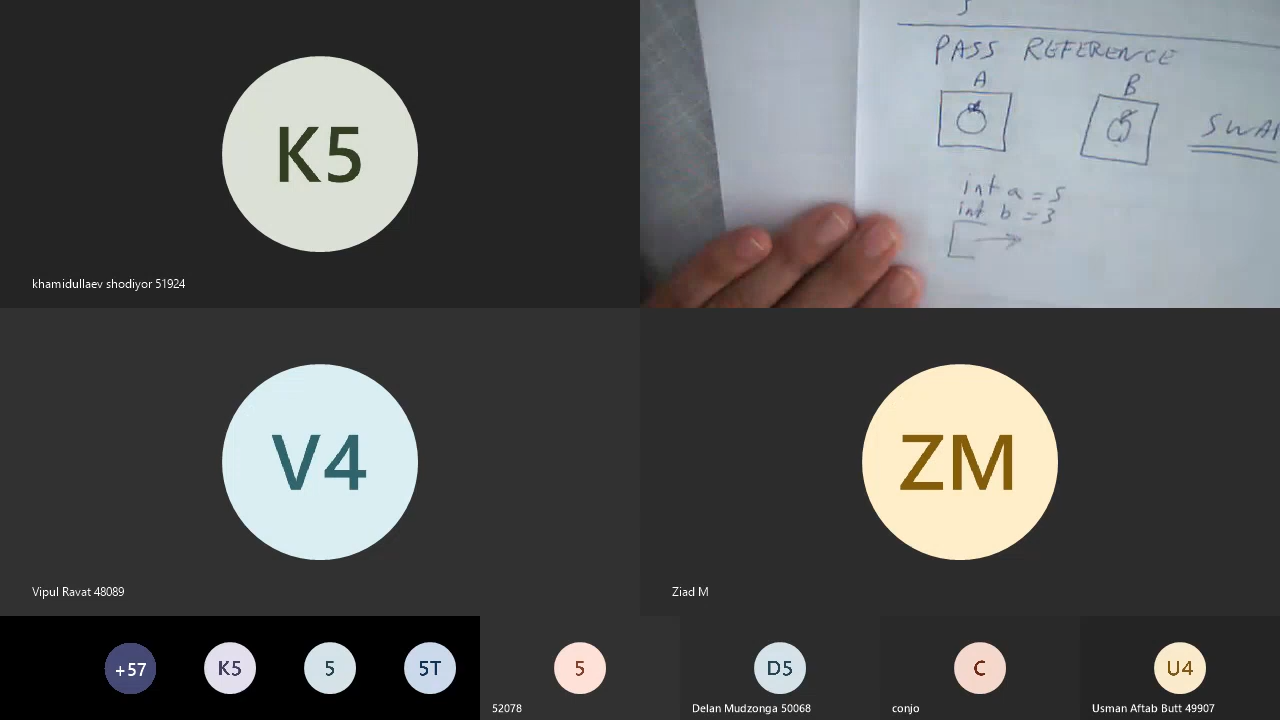 K5
khamidullaev shodiyor 51924
PASS REFERENCE
A
B
int a = 5
int b = 3
V4
Vipul Ravat 48089
ZM
Ziad M
+57
K5
5
5T
5
52078
D5
Delan Mudzonga 50068
C
conjo
U4
Usman Aftab Butt 49907